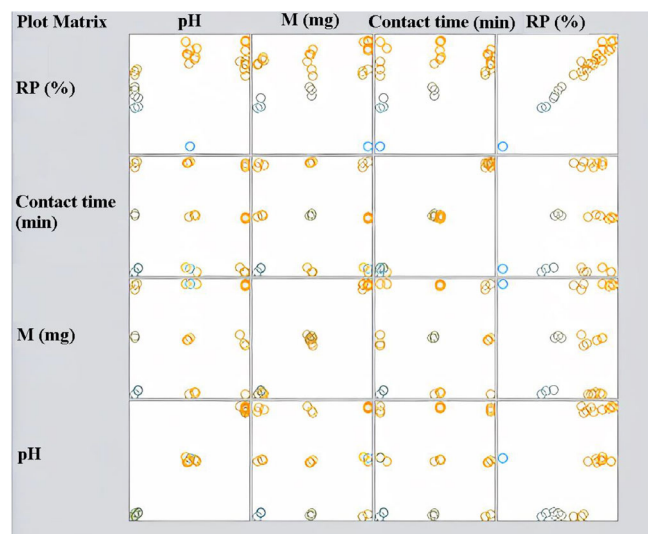 Plot Matrix pH M (mg) Contact time (min) RP (%)
RP (%)
Contact time
(min)
M (mg)
pH